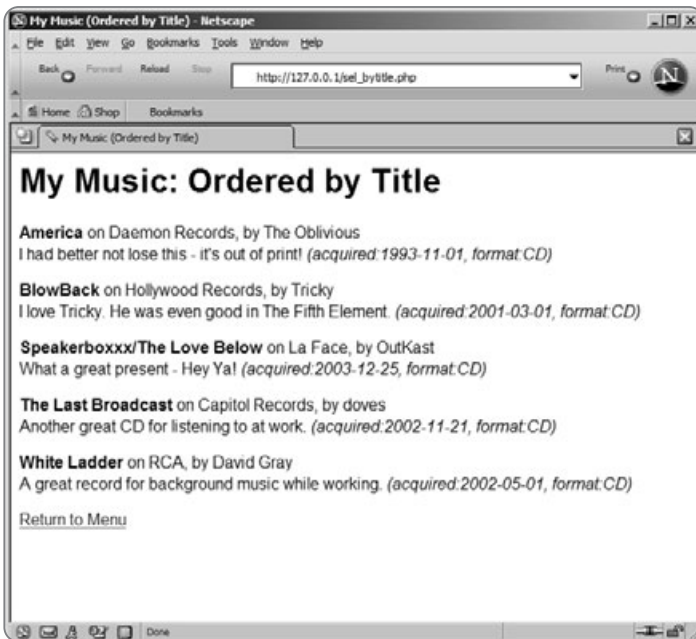 My Music (Ordered by Title) - Netscape
File Edit View Go Bookmarks Tools Window Help
Back Forward Reload Stop http://127.0.0.1/sel_bytitle.php Print N
Home Shop Bookmarks
My Music (Ordered by Title)
My Music: Ordered by Title
America on Daemon Records, by The Oblivious
I had better not lose this - it's out of print! (acquired:1993-11-01, format:CD)
BlowBack on Hollywood Records, by Tricky
I love Tricky. He was even good in The Fifth Element. (acquired:2001-03-01, format:CD)
Speakerboxxx/The Love Below on La Face, by OutKast
What a great present - Hey Ya! (acquired:2003-12-25, format:CD)
The Last Broadcast on Capitol Records, by doves
Another great CD for listening to at work. (acquired:2002-11-21, format:CD)
White Ladder on RCA, by David Gray
A great record for background music while working. (acquired:2002-05-01, format:CD)
Return to Menu
Done